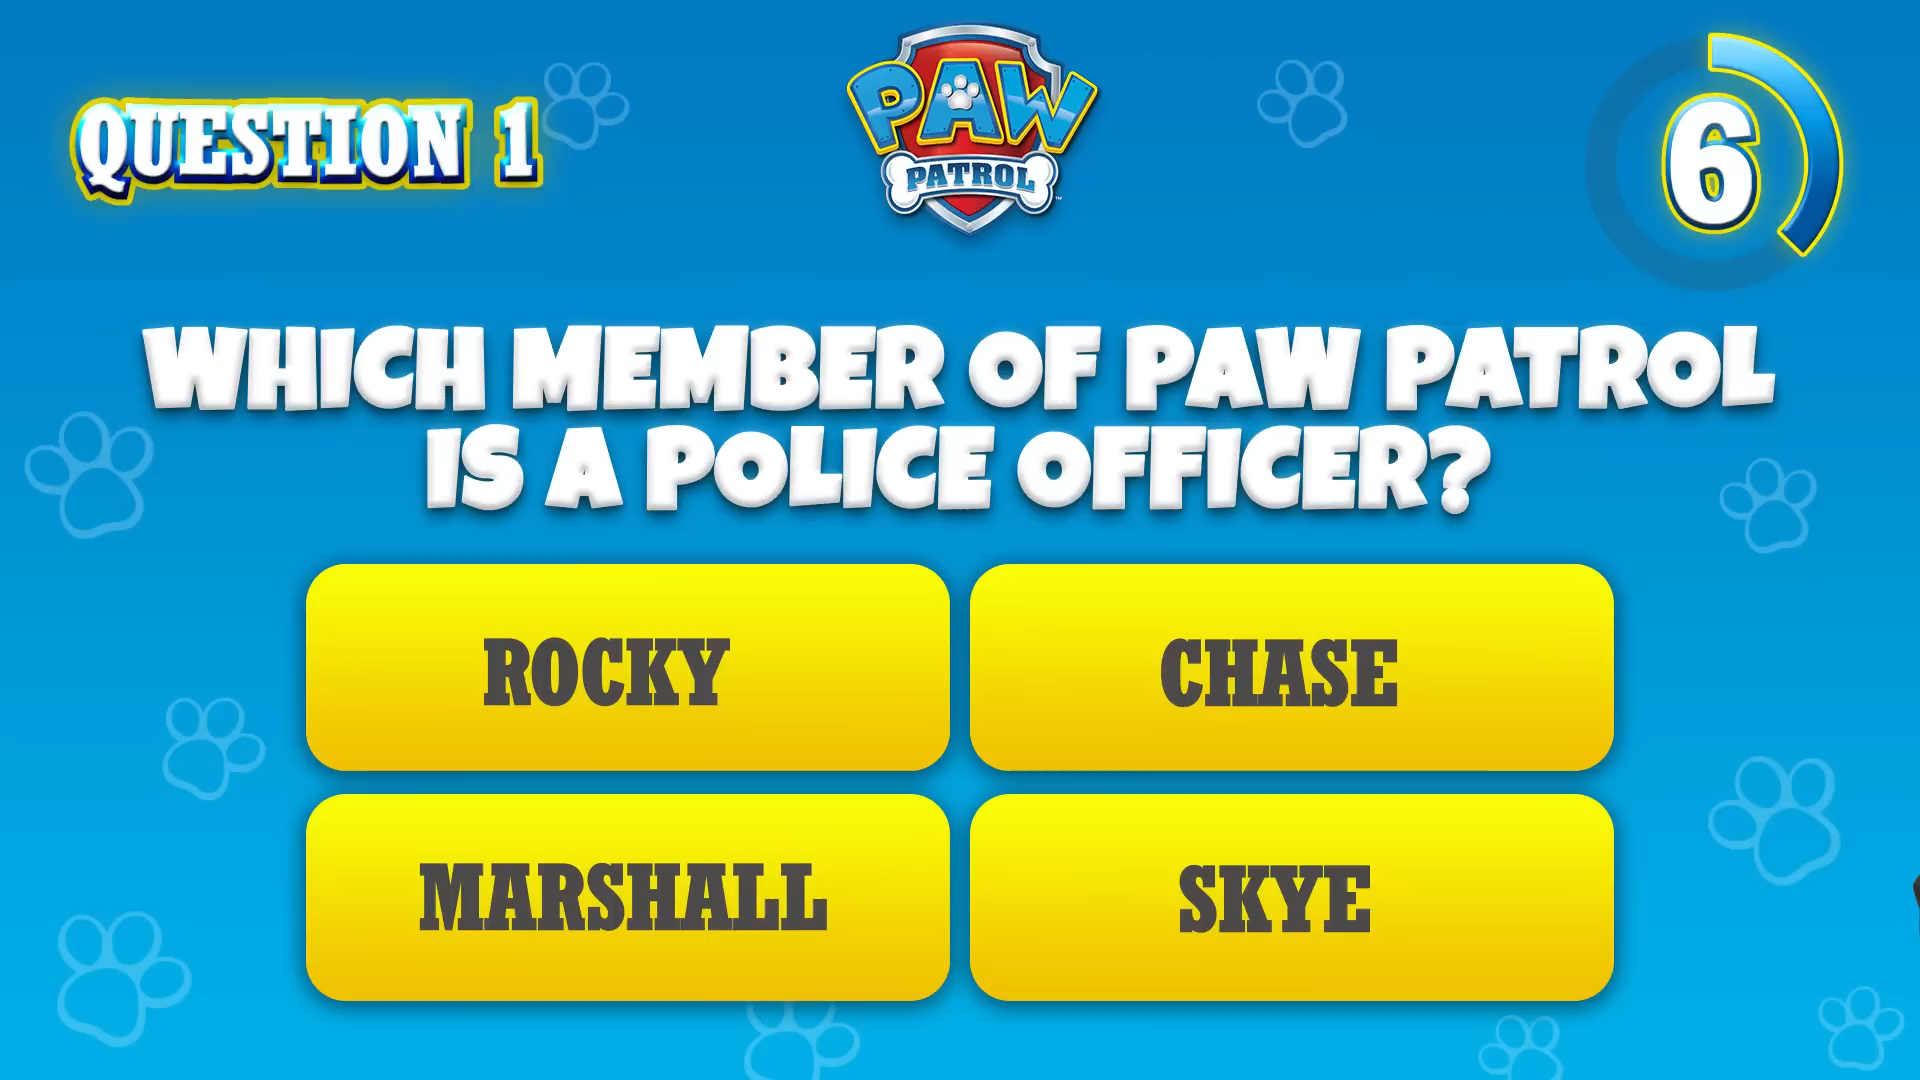 QUESTION 1
PAW
PATROL
6
WHICH MEMBER OF PAW PATROL
IS A POLICE OFFICER?
ROCKY
CHASE
MARSHALL
SKYE